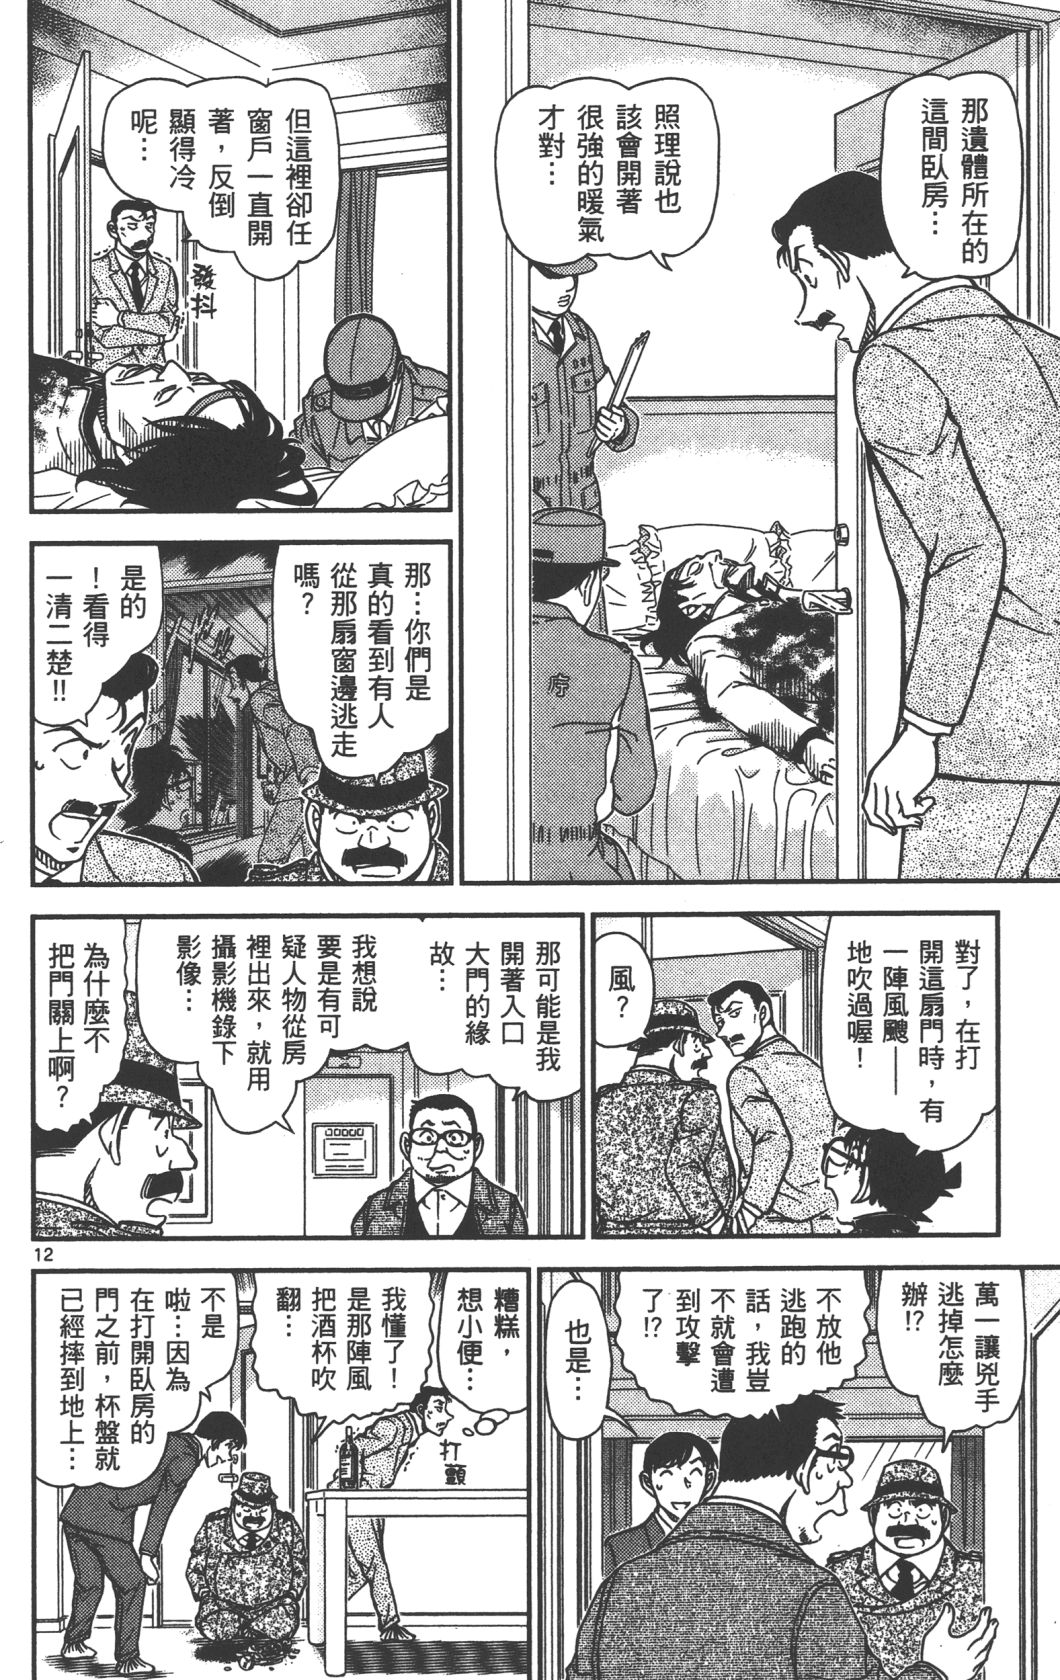 那遺體所在的
這間臥房…
照理說也
該會開著
很強的暖氣
才對…
庁
但這裡卻任
窗戶一直開
著，反倒
顯得冷
呢…
發抖
那…你們是
真的看到有人
從那扇窗邊逃走
嗎？
是的
！看得
一清二楚!!
對了，在打
開這扇門時，有
一陣風颼——
地吹過喔！
風？
那可能是我
開著入口
大門的緣
故…
我想說
要是有可
疑人物從房
裡出來，就用
攝影機錄下
影像…
為什麼不
把門關上啊？
12
萬一讓兇手
逃掉怎麼
辦!?
不放他
逃跑的
話，我豈
不就會遭
到攻擊
了!?
也是…
糟糕，
想小便…
打顫
我懂了！
是那陣風
把酒杯吹
翻…
不是
啦…因為
在打開臥房的
門之前，杯盤就
已經摔到地上…